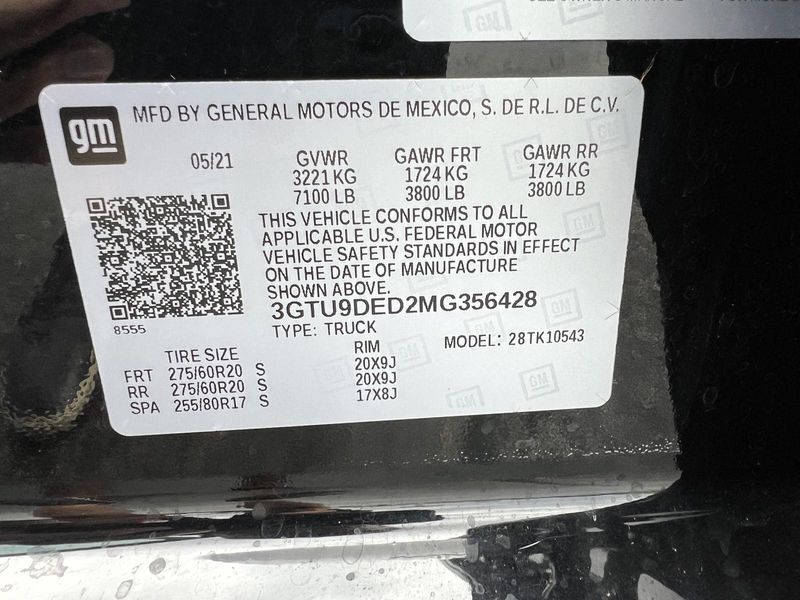 gm
MFD BY GENERAL MOTORS DE MEXICO, S. DE R.L. DE C.V.
05/21 GVWR GAWR FRT GAWR RR
3221 KG 1724 KG 1724 KG
7100 LB 3800 LB 3800 LB
THIS VEHICLE CONFORMS TO ALL
APPLICABLE U.S. FEDERAL MOTOR
VEHICLE SAFETY STANDARDS IN EFFECT
ON THE DATE OF MANUFACTURE
SHOWN ABOVE.
3GTU9DED2MG356428
8555
TYPE: TRUCK MODEL: 28TK10543
TIRE SIZE RIM
FRT 275/60R20 S 20X9J
RR 275/60R20 S 20X9J
SPA 255/80R17 S 17X8J